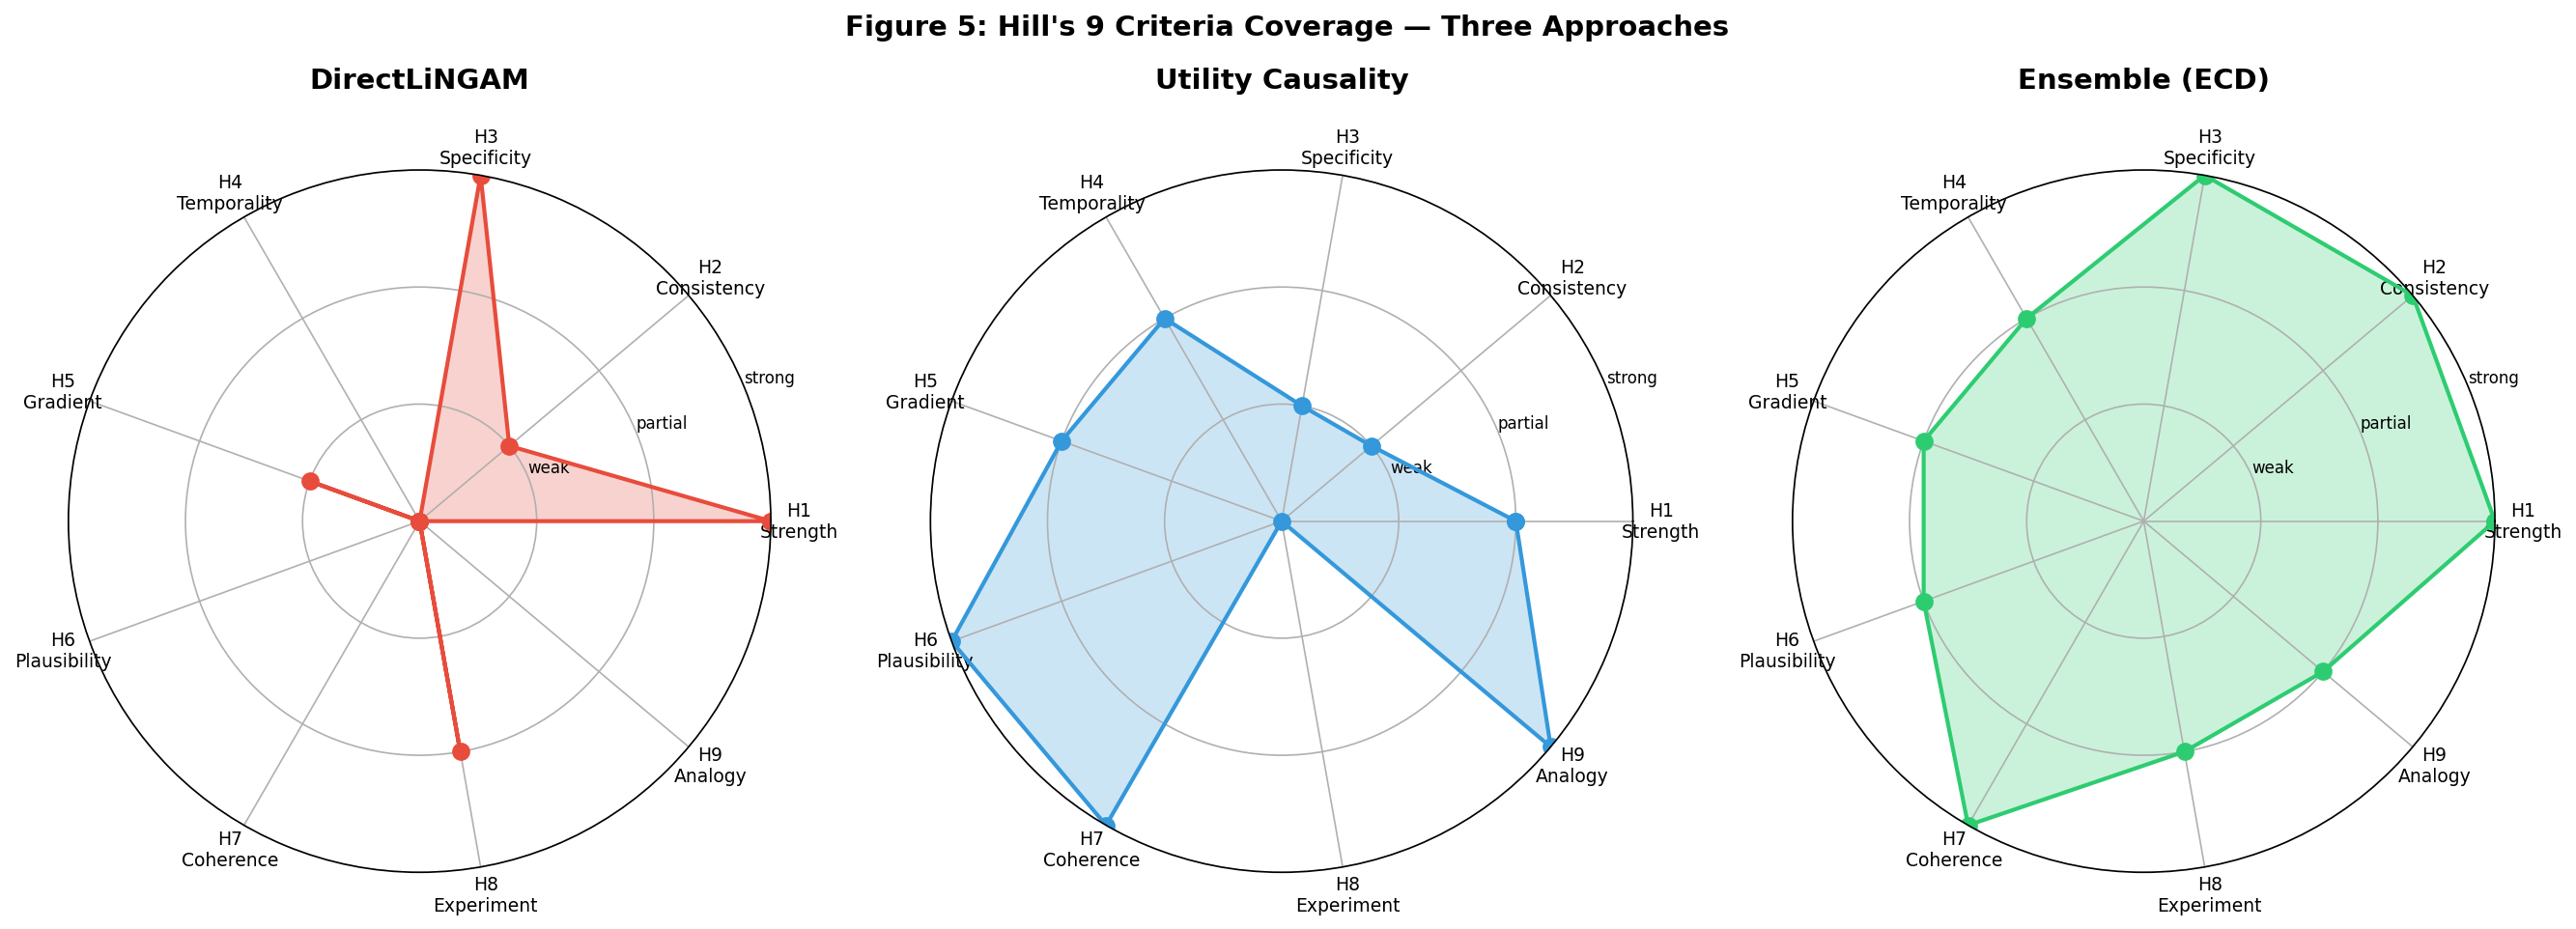 Figure 5: Hill's 9 Criteria Coverage — Three Approaches
DirectLiNGAM
H3
Specificity
H4
Temporality
H2
Consistency
strong
H5
Gradient
partial
weak
H1
Strength
H6
Plausibility
H9
Analogy
H7
Coherence
H8
Experiment
Utility Causality
H3
Specificity
H4
Temporality
H2
Consistency
strong
H5
Gradient
partial
weak
H1
Strength
H6
Plausibility
H9
Analogy
H7
Coherence
H8
Experiment
Ensemble (ECD)
H3
Specificity
H4
Temporality
H2
Consistency
strong
H5
Gradient
partial
weak
H1
Strength
H6
Plausibility
H9
Analogy
H7
Coherence
H8
Experiment